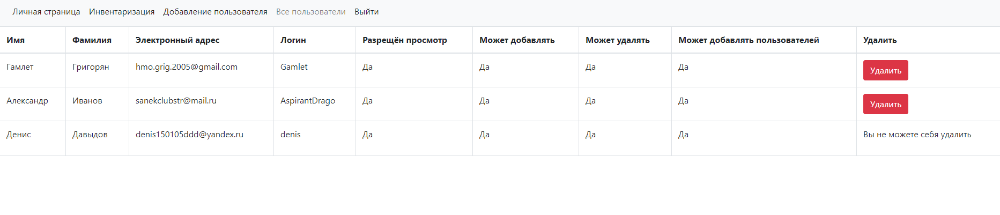 Личная страница Инвентаризация Добавление пользователя Все пользователи Выйти
Имя Фамилия Электронный адрес Логин Разрещён просмотр Может добавлять Может удалять Может добавлять пользователей Удалить
Гамлет Григорян hmo.grig.2005@gmail.com Gamlet Да Да Да Да Удалить
Александр Иванов sanekclubstr@mail.ru AspirantDrago Да Да Да Да Удалить
Денис Давыдов denis150105ddd@yandex.ru denis Да Да Да Да Вы не можете себя удалить